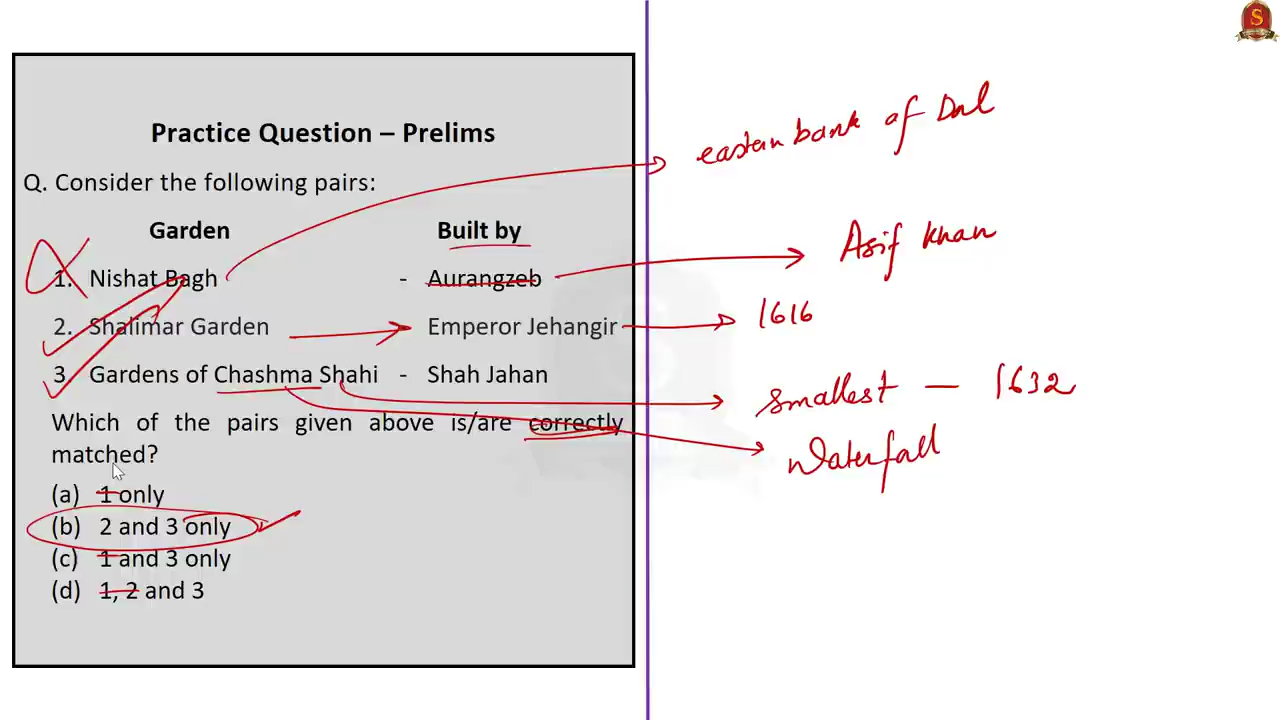 Practice Question – Prelims
Q. Consider the following pairs:
Garden Built by
1. Nishat Bagh - Aurangzeb
2. Shalimar Garden Emperor Jehangir
3. Gardens of Chashma Shahi - Shah Jahan
Which of the pairs given above is/are correctly
matched?
(a) 1 only
(b) 2 and 3 only
(c) 1 and 3 only
(d) 1, 2 and 3
eastern bank of Dal
Asif Khan
1616
smallest — 1632
Waterfall
S